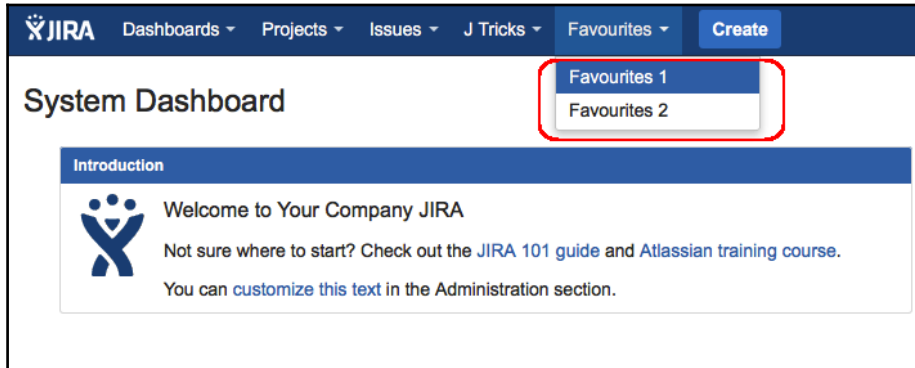 JIRA Dashboards Projects Issues J Tricks Favourites Create
Favourites 1
Favourites 2
System Dashboard
Introduction
Welcome to Your Company JIRA
Not sure where to start? Check out the JIRA 101 guide and Atlassian training course.
You can customize this text in the Administration section.